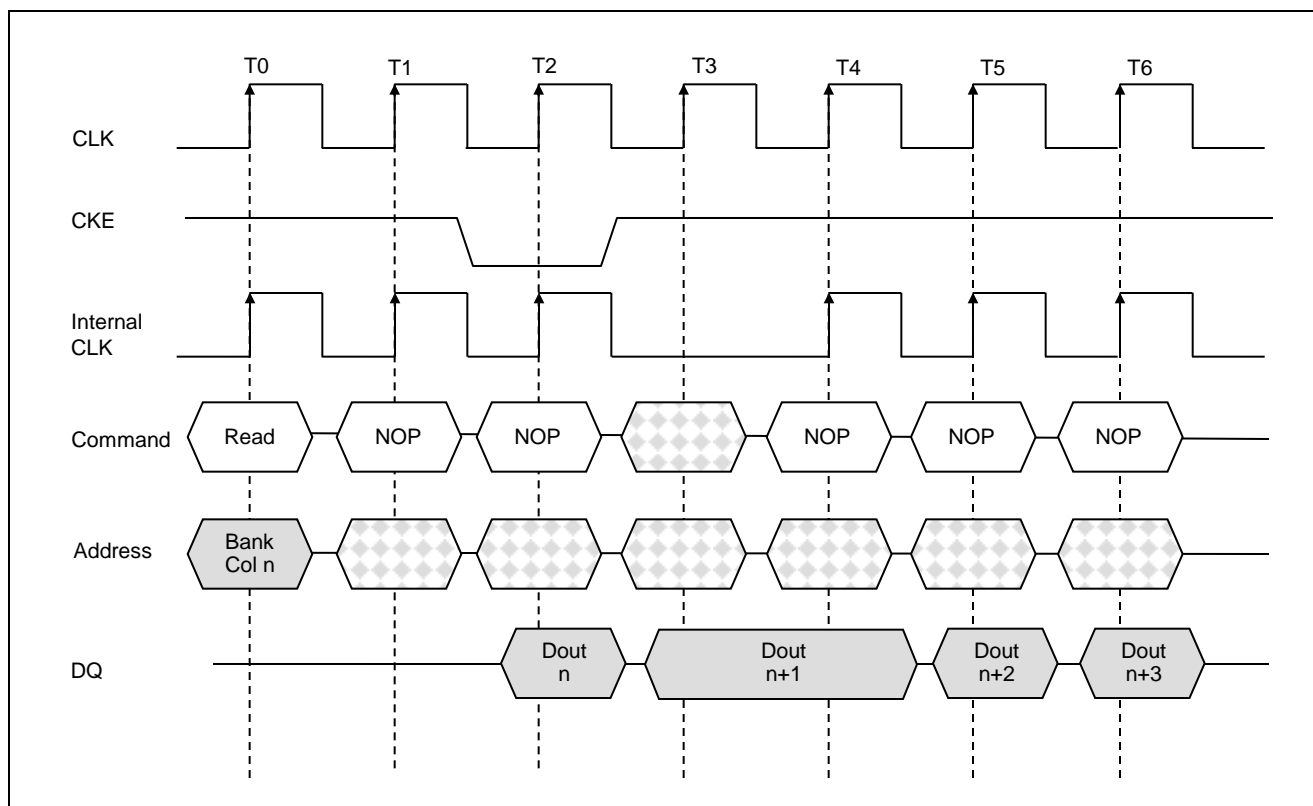 T0 T1 T2 T3 T4 T5 T6
CLK
CKE
Internal
CLK
Command Read NOP NOP NOP NOP NOP
Address Bank
Col n
DQ Dout Dout Dout Dout
n n+1 n+2 n+3